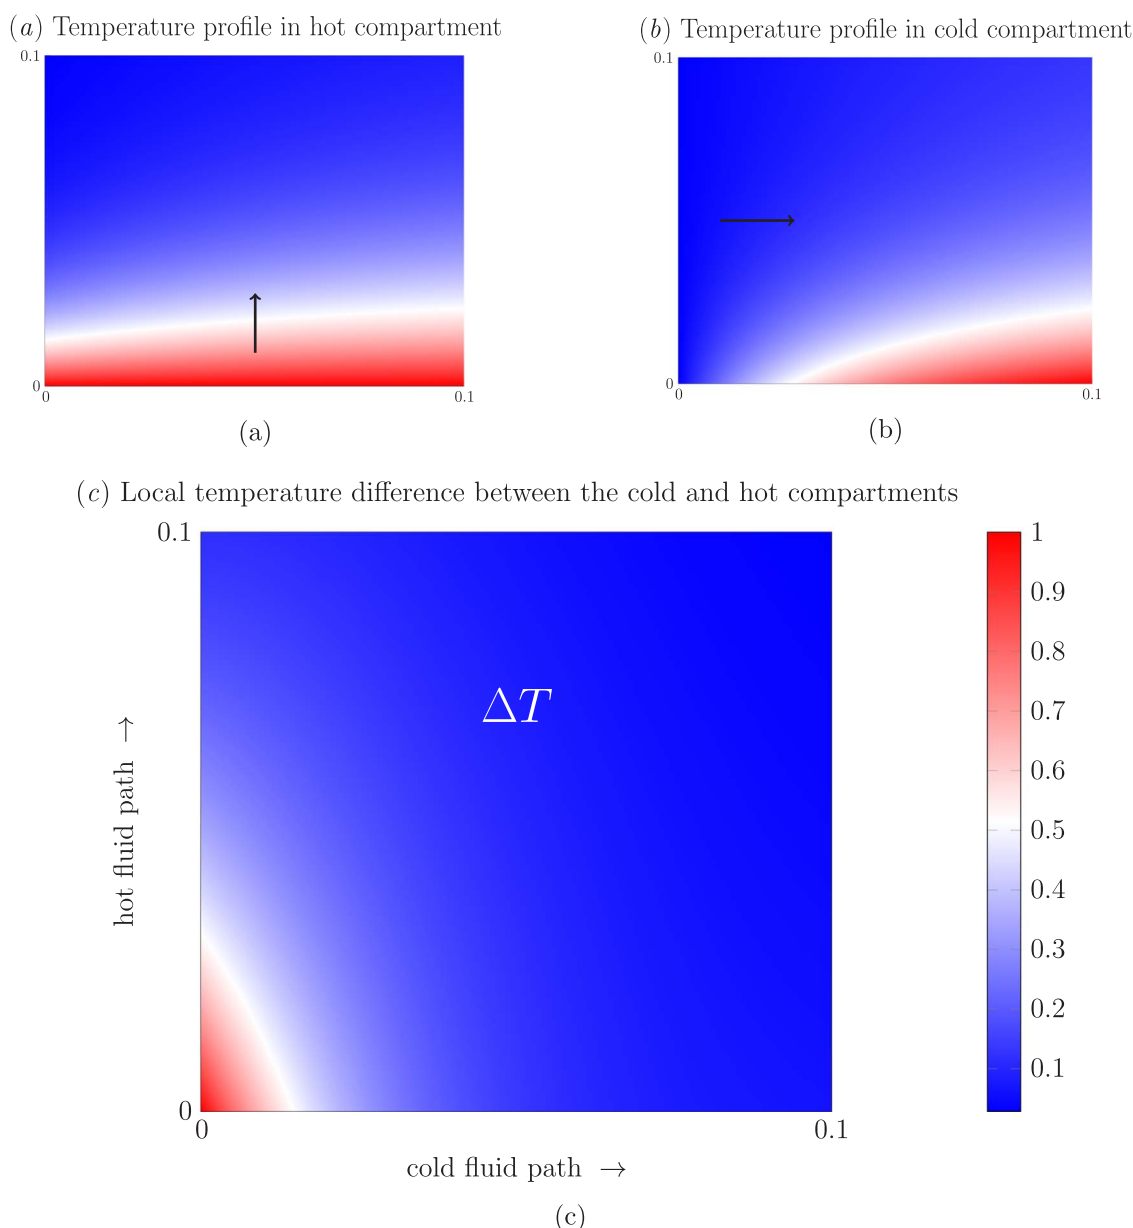 (a) Temperature profile in hot compartment
0.1
0
0
0.1
(a)
(b) Temperature profile in cold compartment
0.1
0
0
0.1
(b)
(c) Local temperature difference between the cold and hot compartments
0.1
0
0
0.1
hot fluid path →
cold fluid path →
ΔT
1
0.9
0.8
0.7
0.6
0.5
0.4
0.3
0.2
0.1
(c)